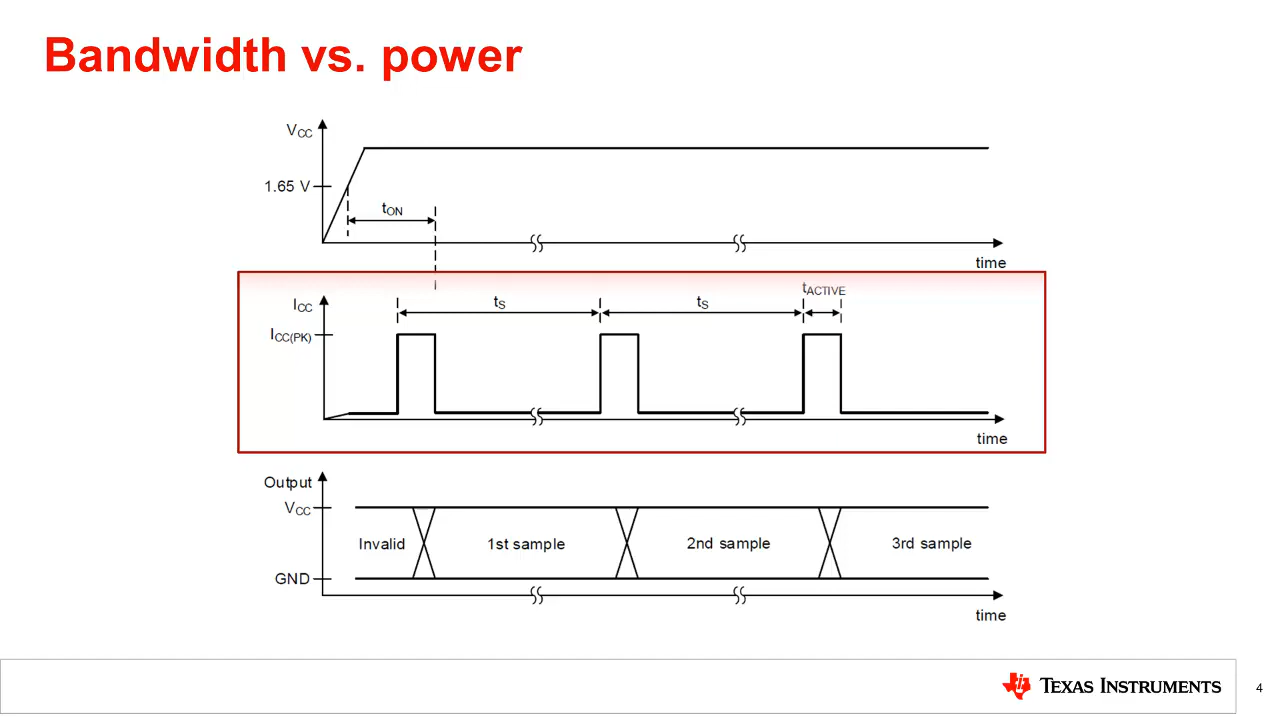 Bandwidth vs. power
VCC
1.65 V
tON
time
ICC
tS
tS
tACTIVE
ICC(PK)
time
Output
VCC
Invalid
1st sample
2nd sample
3rd sample
GND
time
TEXAS INSTRUMENTS
4